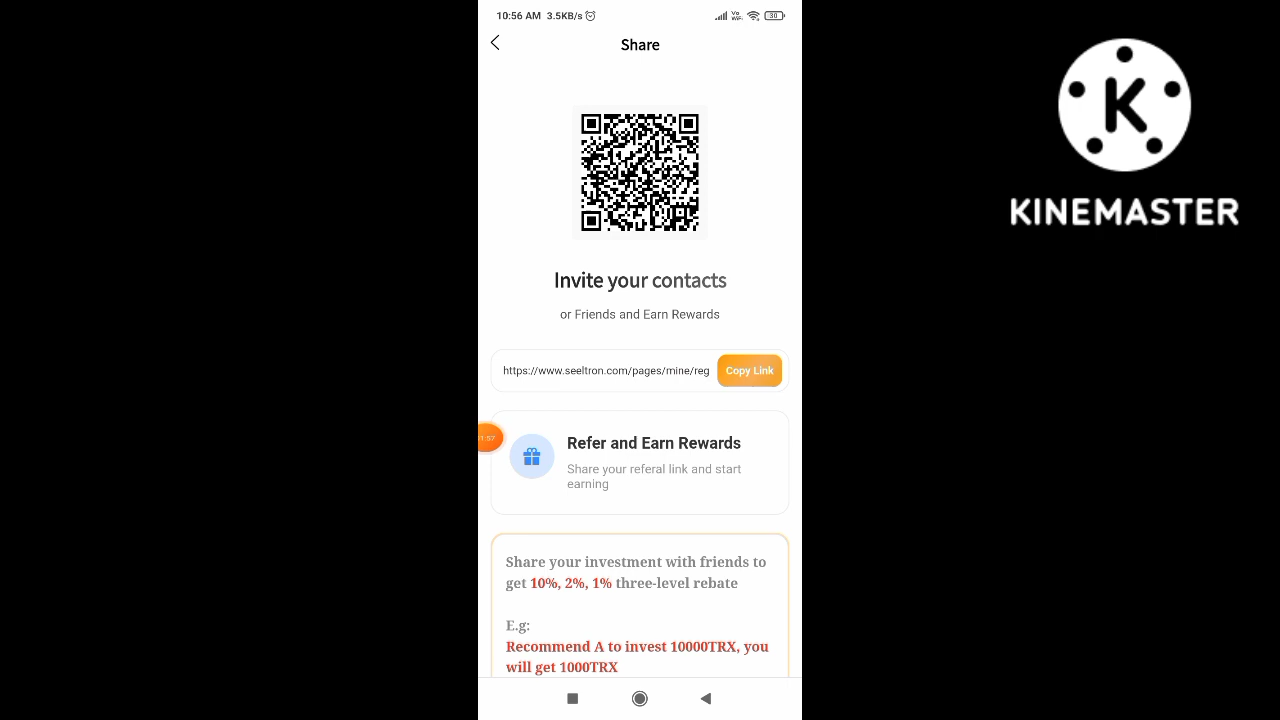 10:56 AM 3.5KB/s
30
Share
K
KINEMASTER
Invite your contacts
or Friends and Earn Rewards
https://www.seeltron.com/pages/mine/reg
Copy Link
Refer and Earn Rewards
Share your referal link and start
earning
Share your investment with friends to
get 10%, 2%, 1% three-level rebate
E.g:
Recommend A to invest 10000TRX, you
will get 1000TRX